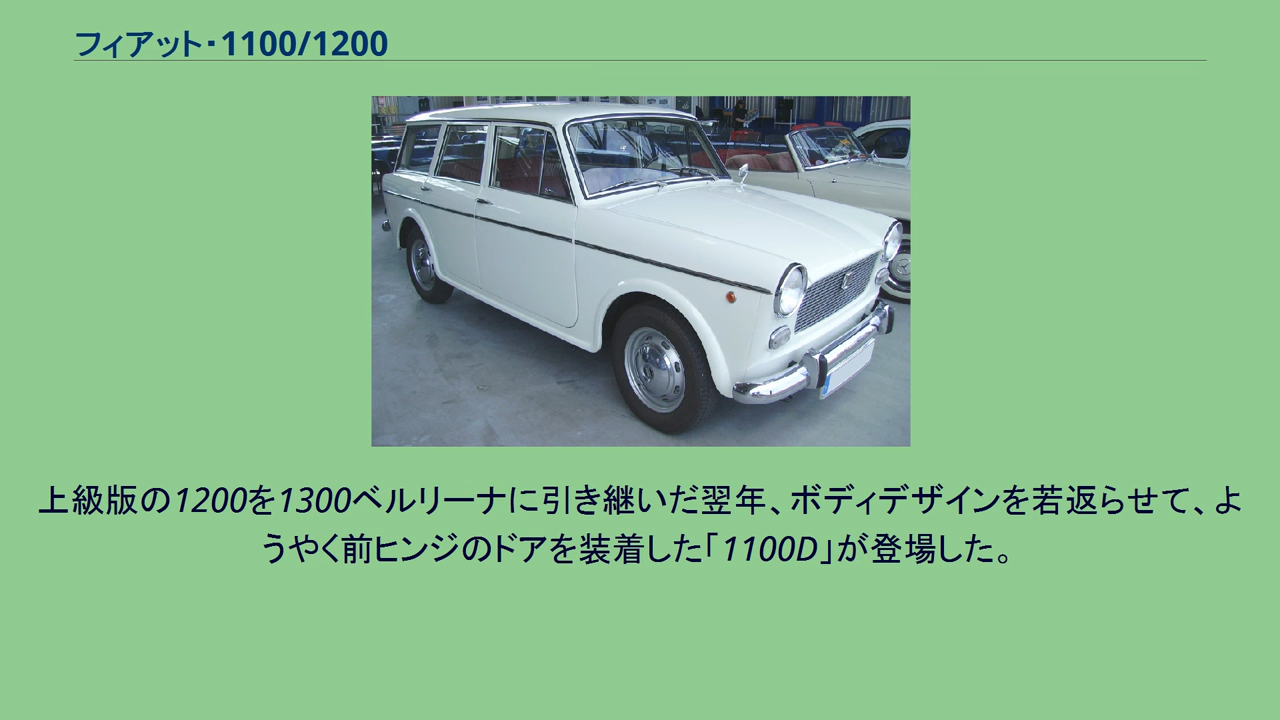 フィアット・1100/1200
上級版の1200を1300ベルリーナに引き継いだ翌年、ボディデザインを若返らせて、よ
うやく前ヒンジのドアを装着した「1100D」が登場した。